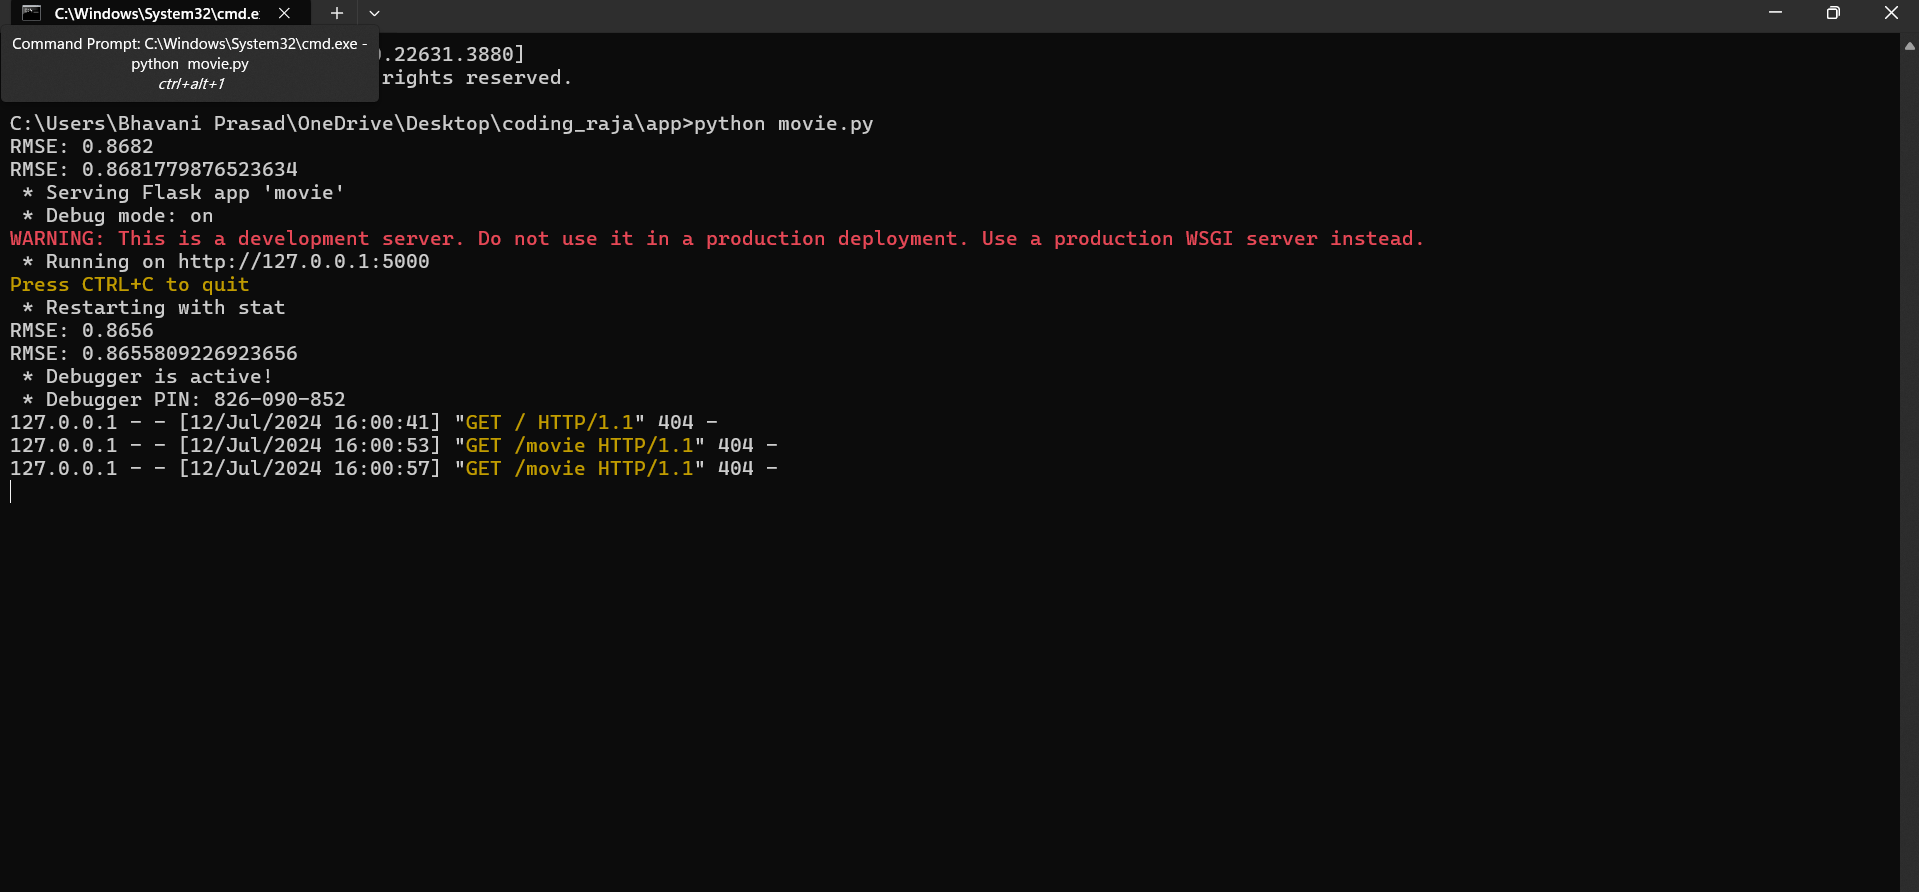 C:\Windows\System32\cmd.e
Command Prompt: C:\Windows\System32\cmd.exe -
python  movie.py
ctrl+alt+1
.22631.3880]
rights reserved.
C:\Users\Bhavani Prasad\OneDrive\Desktop\coding_raja\app>python movie.py
RMSE: 0.8682
RMSE: 0.8681779876523634
 * Serving Flask app 'movie'
 * Debug mode: on
WARNING: This is a development server. Do not use it in a production deployment. Use a production WSGI server instead.
 * Running on http://127.0.0.1:5000
Press CTRL+C to quit
 * Restarting with stat
RMSE: 0.8656
RMSE: 0.8655809226923656
 * Debugger is active!
 * Debugger PIN: 826-090-852
127.0.0.1 - - [12/Jul/2024 16:00:41] "GET / HTTP/1.1" 404 -
127.0.0.1 - - [12/Jul/2024 16:00:53] "GET /movie HTTP/1.1" 404 -
127.0.0.1 - - [12/Jul/2024 16:00:57] "GET /movie HTTP/1.1" 404 -